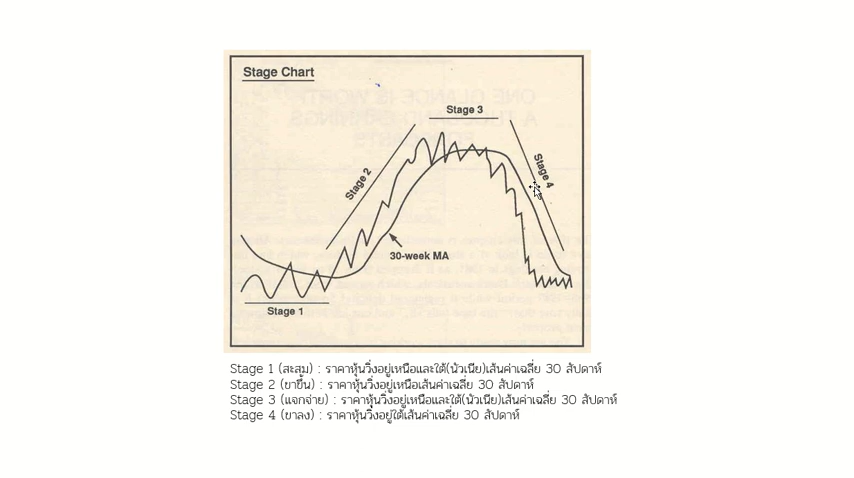 Stage Chart
Stage 3
Stage 2
Stage 4
30-week MA
Stage 1
Stage 1 (สะสม) : ราคาหุ้นวิ่งอยู่เหนือและใต้(นัวเนีย)เส้นค่าเฉลี่ย 30 สัปดาห์
Stage 2 (ขาขึ้น) : ราคาหุ้นวิ่งอยู่เหนือเส้นค่าเฉลี่ย 30 สัปดาห์
Stage 3 (แจกจ่าย) : ราคาหุ้นวิ่งอยู่เหนือและใต้(นัวเนีย)เส้นค่าเฉลี่ย 30 สัปดาห์
Stage 4 (ขาลง) : ราคาหุ้นวิ่งอยู่ใต้เส้นค่าเฉลี่ย 30 สัปดาห์